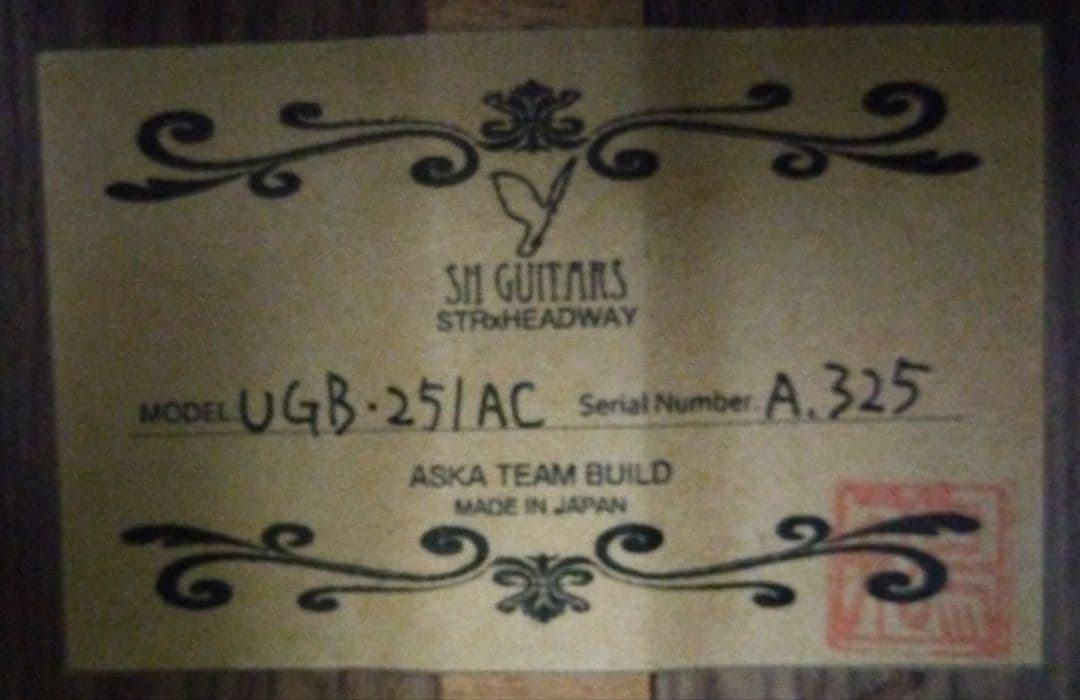 SH GUITARS
STRxHEADWAY
MODEL UGB・251AC Serial Number. A.325
ASKA TEAM BUILD
MADE IN JAPAN